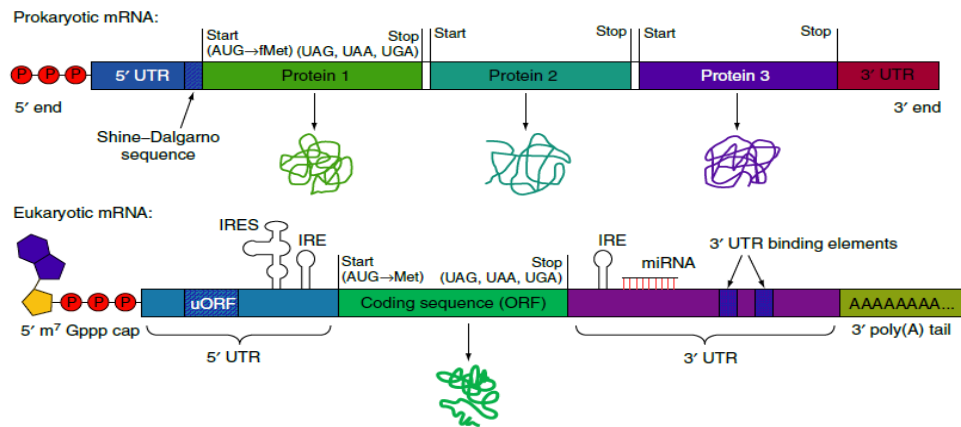 Prokaryotic mRNA:
Start
(AUG→fMet)
Stop
(UAG, UAA, UGA)
Start
Stop
Start
Stop
P P P
5′ UTR
Protein 1
Protein 2
Protein 3
3′ UTR
5′ end
3′ end
Shine–Dalgarno
sequence
Eukaryotic mRNA:
IRES
IRE
Start
(AUG→Met)
Stop
(UAG, UAA, UGA)
IRE
miRNA
3′ UTR binding elements
P P P
uORF
Coding sequence (ORF)
AAAAAAAA...
5′ m⁷ Gppp cap
5′ UTR
3′ UTR
3′ poly(A) tail